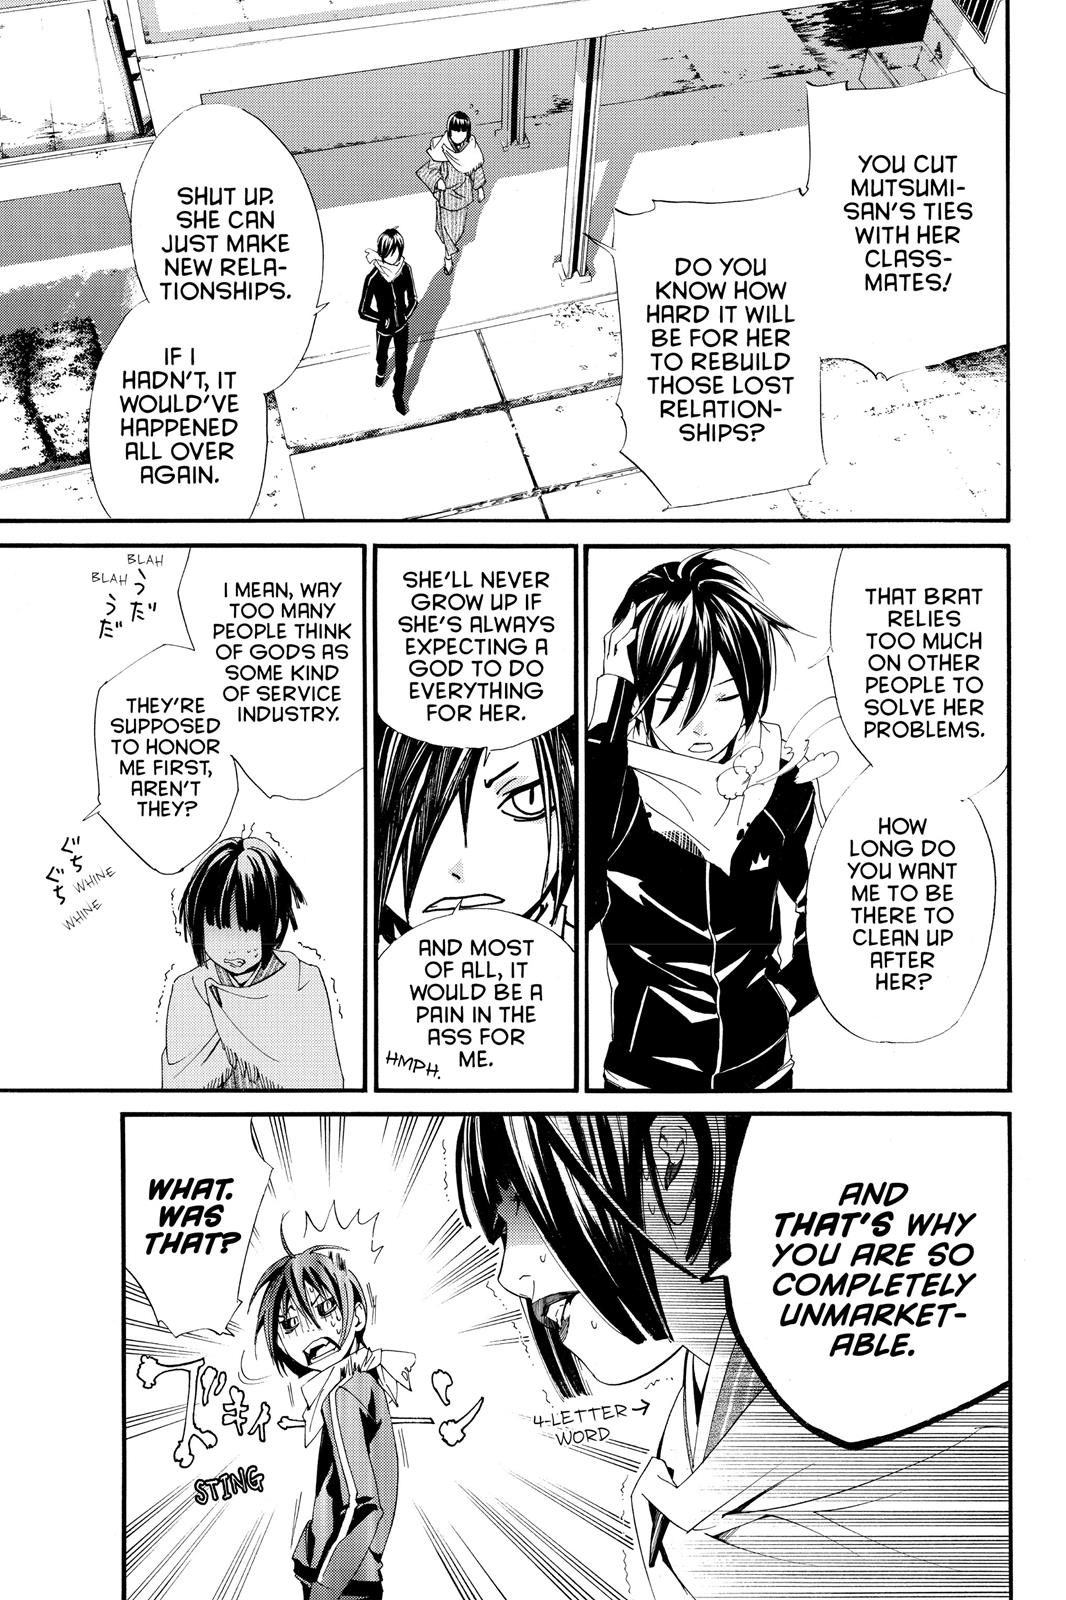 YOU CUT
MUTSUMI-
SAN'S TIES
WITH HER
CLASS-
MATES!
DO YOU
KNOW HOW
HARD IT WILL
BE FOR HER
TO REBUILD
THOSE LOST
RELATION-
SHIPS?
SHUT UP.
SHE CAN
JUST MAKE
NEW RELA-
TIONSHIPS.
IF I
HADN'T, IT
WOULD'VE
HAPPENED
ALL OVER
AGAIN.
THAT BRAT
RELIES
TOO MUCH
ON OTHER
PEOPLE TO
SOLVE HER
PROBLEMS.
HOW
LONG DO
YOU WANT
ME TO BE
THERE TO
CLEAN UP
AFTER
HER?
SHE'LL NEVER
GROW UP IF
SHE'S ALWAYS
EXPECTING A
GOD TO DO
EVERYTHING
FOR HER.
AND MOST
OF ALL, IT
WOULD BE A
PAIN IN THE
ASS FOR
ME.
HMPH.
I MEAN, WAY
TOO MANY
PEOPLE THINK
OF GODS AS
SOME KIND
OF SERVICE
INDUSTRY.
THEY'RE
SUPPOSED
TO HONOR
ME FIRST,
AREN'T
THEY?
BLAH
うだ
BLAH
うだ
ぐち
WHINE
ぐち
WHINE
AND
THAT'S WHY
YOU ARE SO
COMPLETELY
UNMARKET-
ABLE.
4-LETTER →
WORD
WHAT.
WAS
THAT?
STING